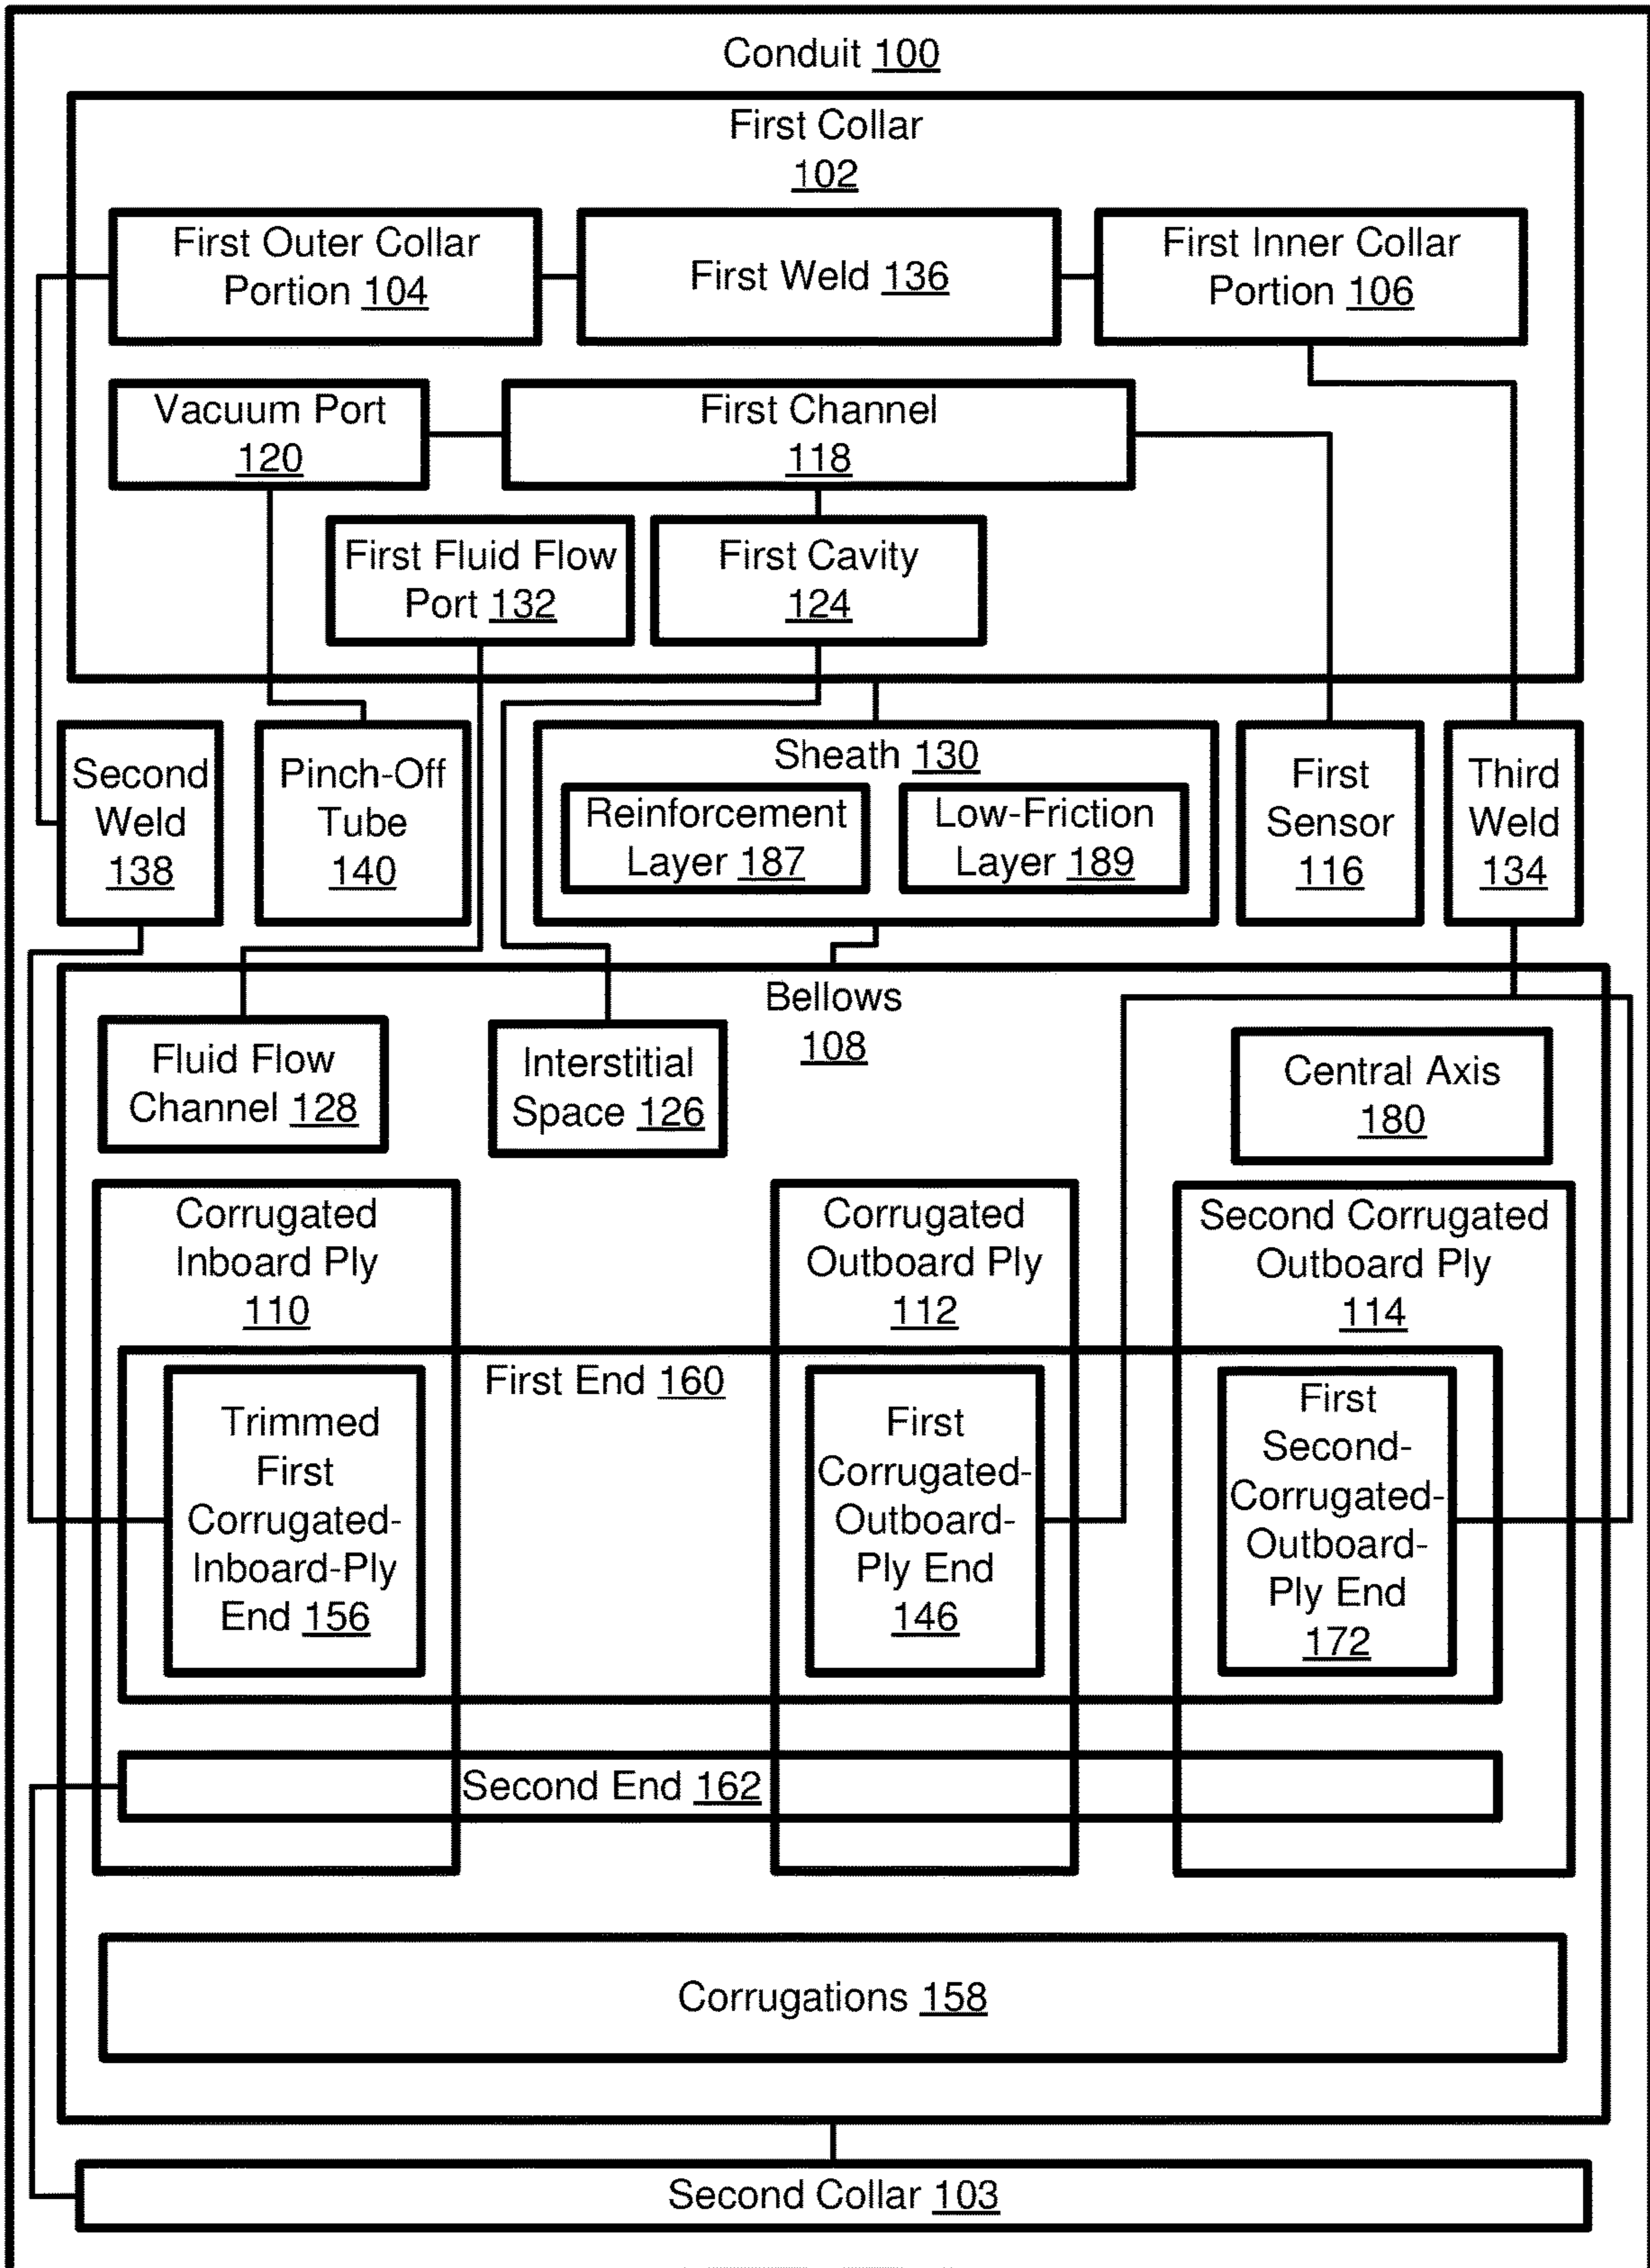 Conduit 100
First Collar
102
First Outer Collar
Portion 104
First Weld 136
First Inner Collar
Portion 106
Vacuum Port
120
First Channel
118
First Fluid Flow
Port 132
First Cavity
124
Second
Weld
138
Pinch-Off
Tube
140
Sheath 130
Reinforcement
Layer 187
Low-Friction
Layer 189
First
Sensor
116
Third
Weld
134
Bellows
108
Fluid Flow
Channel 128
Interstitial
Space 126
Central Axis
180
Corrugated
Inboard Ply
110
Corrugated
Outboard Ply
112
Second Corrugated
Outboard Ply
114
First End 160
Trimmed
First
Corrugated-
Inboard-Ply
End 156
First
Corrugated-
Outboard-
Ply End
146
First
Second-
Corrugated-
Outboard-
Ply End
172
Second End 162
Corrugations 158
Second Collar 103